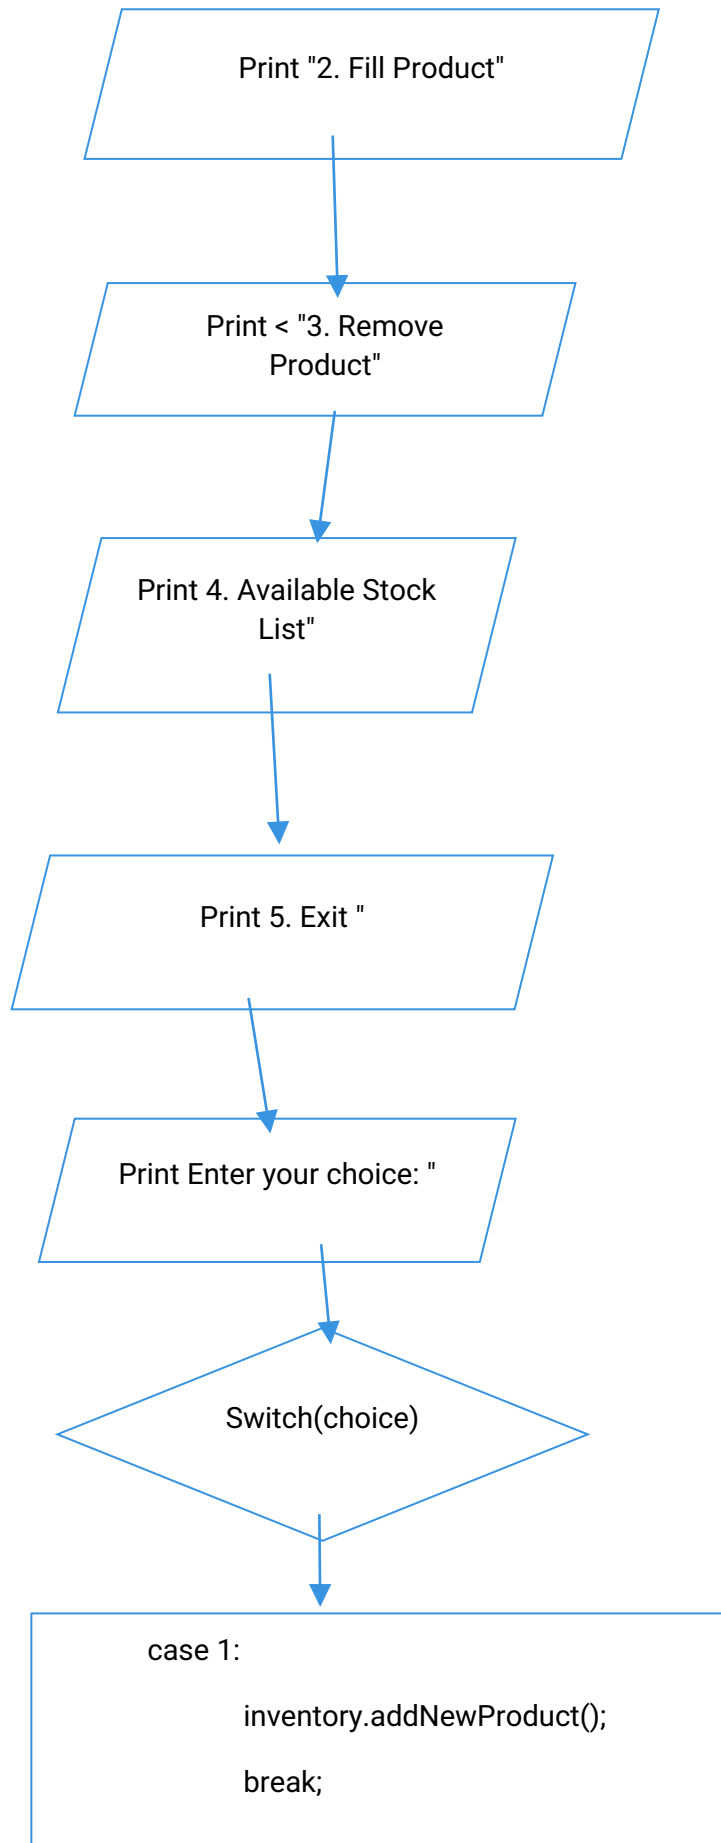 Print "2. Fill Product"
Print < "3. Remove
Product"
Print 4. Available Stock
List"
Print 5. Exit "
Print Enter your choice: "
Switch(choice)
case 1:
inventory.addNewProduct();
break;